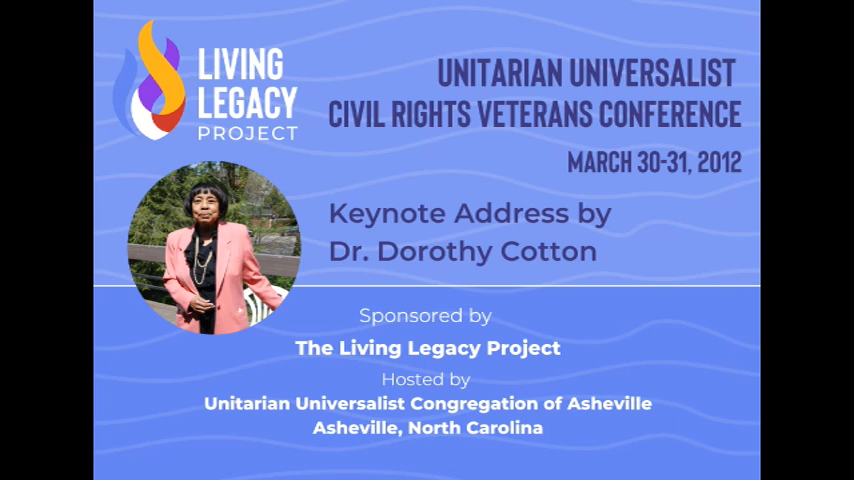 LIVING
LEGACY
PROJECT
UNITARIAN UNIVERSALIST
CIVIL RIGHTS VETERANS CONFERENCE
MARCH 30-31, 2012
Keynote Address by
Dr. Dorothy Cotton
Sponsored by
The Living Legacy Project
Hosted by
Unitarian Universalist Congregation of Asheville
Asheville, North Carolina